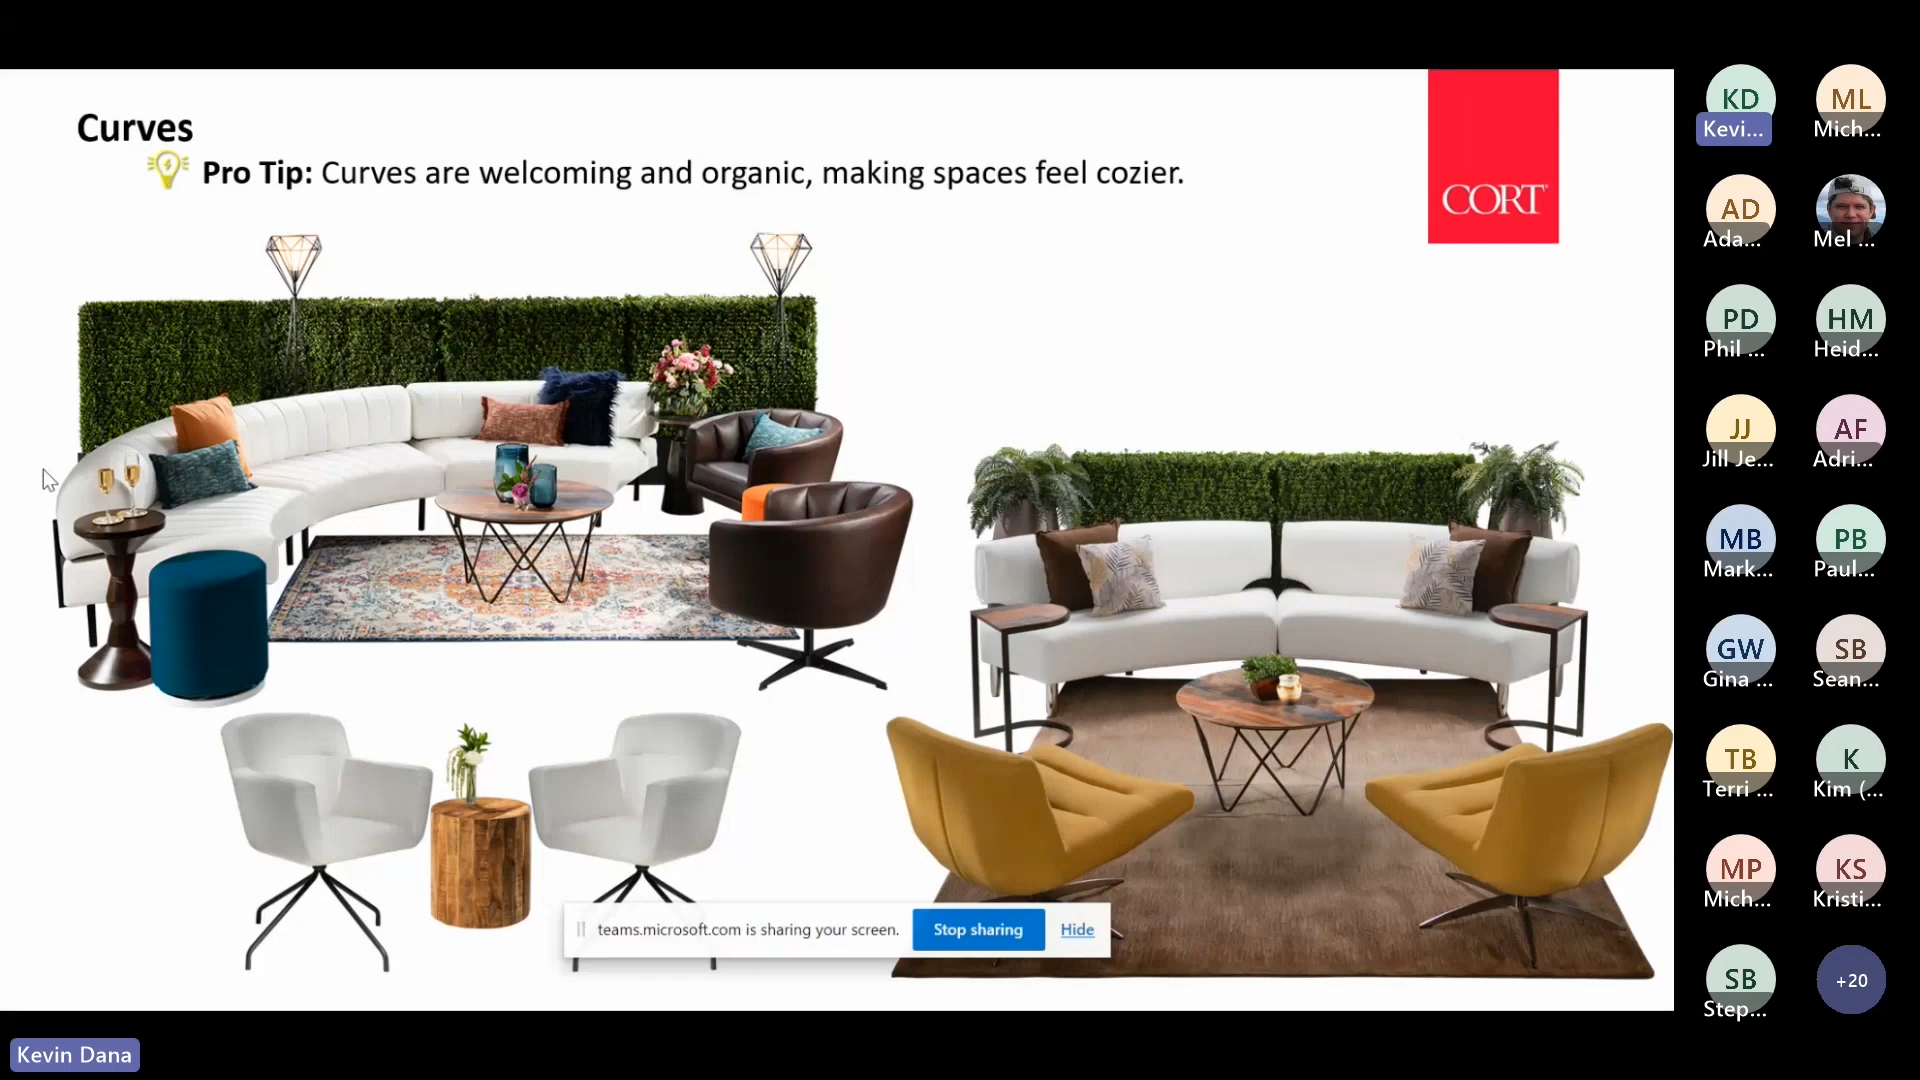 Curves
Pro Tip: Curves are welcoming and organic, making spaces feel cozier.
CORT
teams.microsoft.com is sharing your screen.
Stop sharing
Hide
Kevin Dana
KD
Kevi...
ML
Mich...
AD
Ada...
Mel ...
PD
Phil ...
HM
Heid...
JJ
Jill Je...
AF
Adri...
MB
Mark...
PB
Paul...
GW
Gina ...
SB
Sean...
TB
Terri ...
K
Kim (...
MP
Mich...
KS
Kristi...
SB
Step...
+20